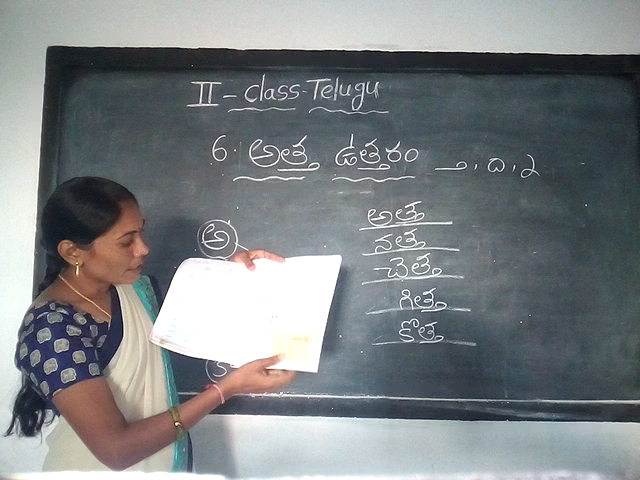 II - class Telugu
6. అత్త ఉత్తరం
అ
అత్త
నత్త
చెత్త
గిత్త
కొత్త